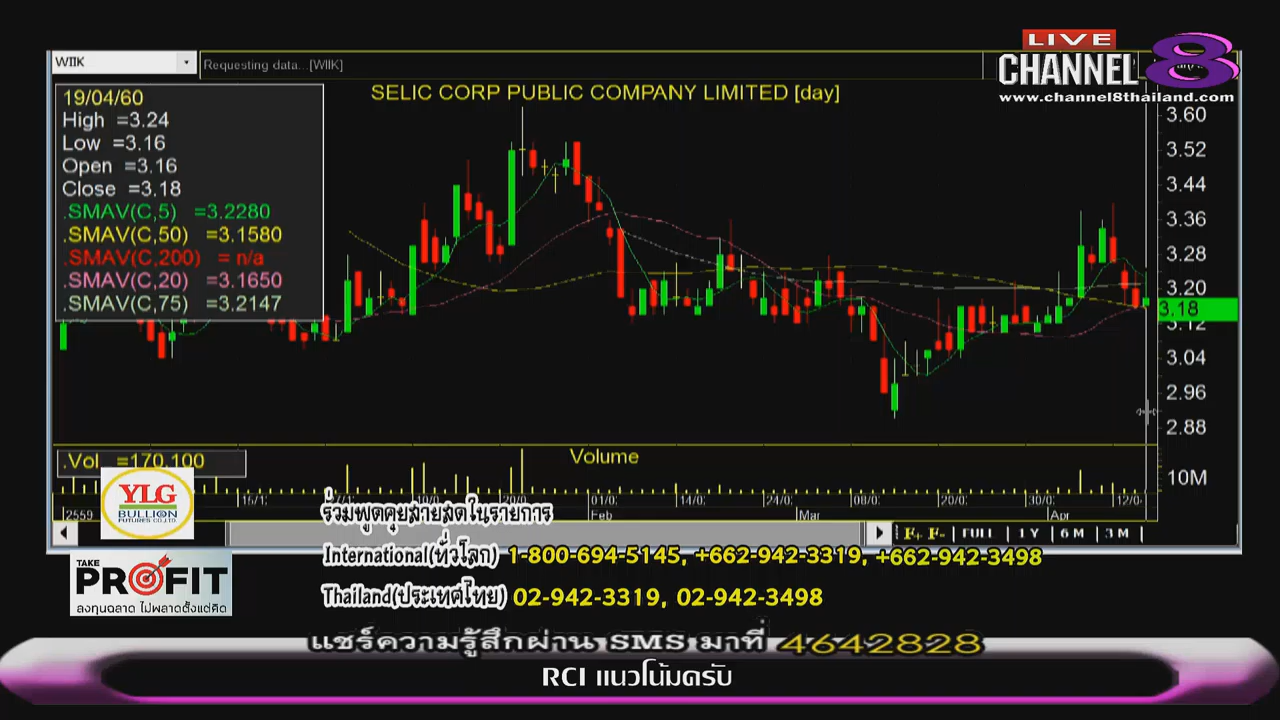 LIVE
CHANNEL 8
www.channel8thailand.com
WIIK
Requesting data...[WIIK]
SELIC CORP PUBLIC COMPANY LIMITED [day]
19/04/60
High =3.24
Low =3.16
Open =3.16
Close =3.18
.SMAV(C,5) =3.2280
.SMAV(C,50) =3.1580
.SMAV(C,200) = n/a
.SMAV(C,20) =3.1650
.SMAV(C,75) =3.2147
3.60
3.52
3.44
3.36
3.28
3.20
3.18
3.12
3.04
2.96
2.88
.Vol =170,100
Volume
10M
2559
Feb
Mar
Apr
F+ F- FULL 1 Y 6 M 3 M
YLG
BULLION
FUTURES CO.,LTD
TAKE
PROFIT
ลงทุนฉลาด ไม่พลาดตั้งแต่คิด
ร่วมพูดคุยสายสดในรายการ
International(ทั่วโลก) 1-800-694-5145, +662-942-3319, +662-942-3498
Thailand(ประเทศไทย) 02-942-3319, 02-942-3498
แชร์ความรู้สึกผ่าน SMS มาที่ 4642828
RCI แนวโน้มครับ